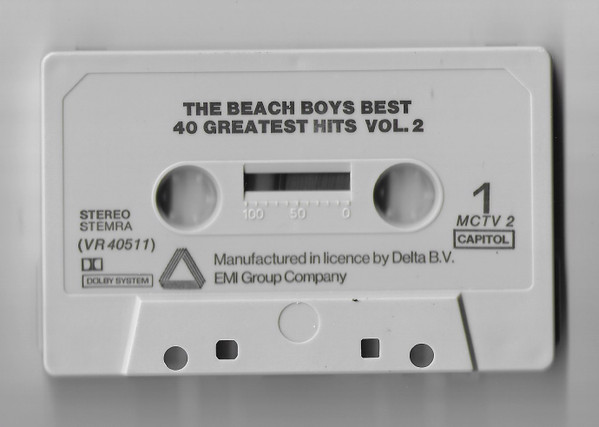 THE BEACH BOYS BEST
40 GREATEST HITS VOL. 2
100 50 0
1
MCTV 2
CAPITOL
STEREO
STEMRA
(VR 40511)
DOLBY SYSTEM
Manufactured in licence by Delta B.V.
EMI Group Company